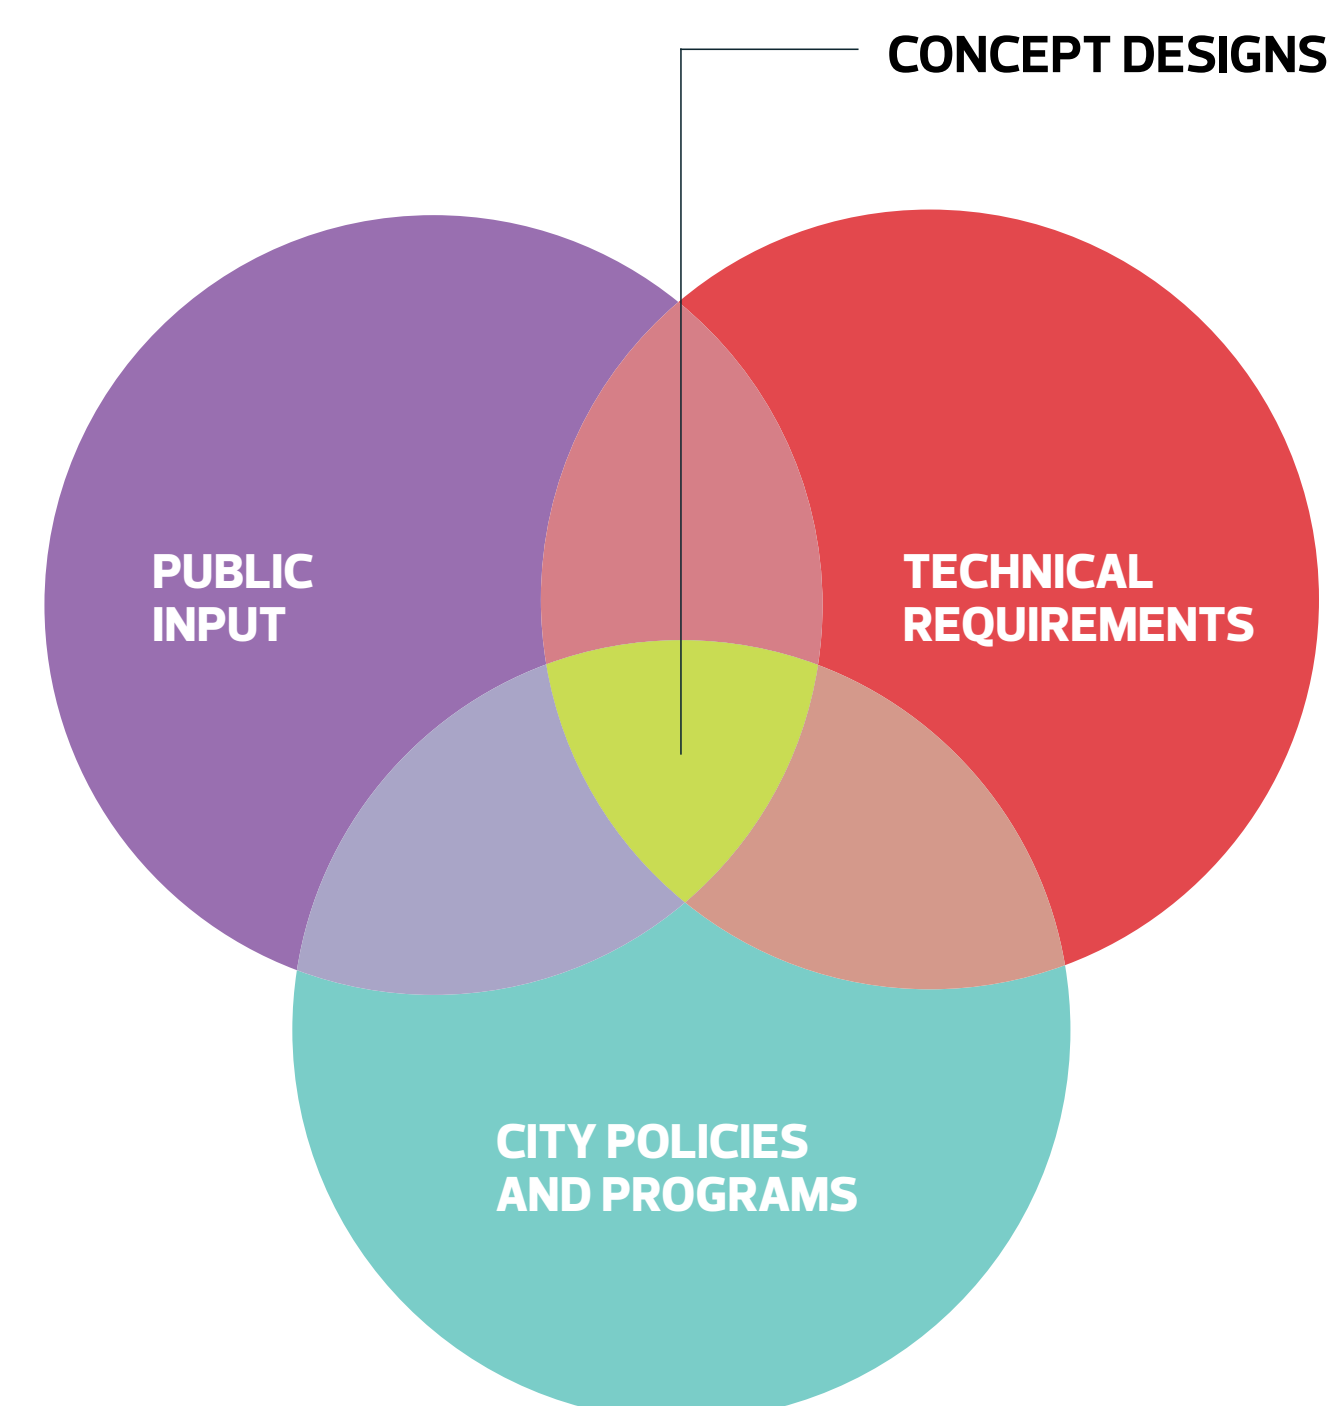 CONCEPT DESIGNS
PUBLIC
INPUT
TECHNICAL
REQUIREMENTS
CITY POLICIES
AND PROGRAMS